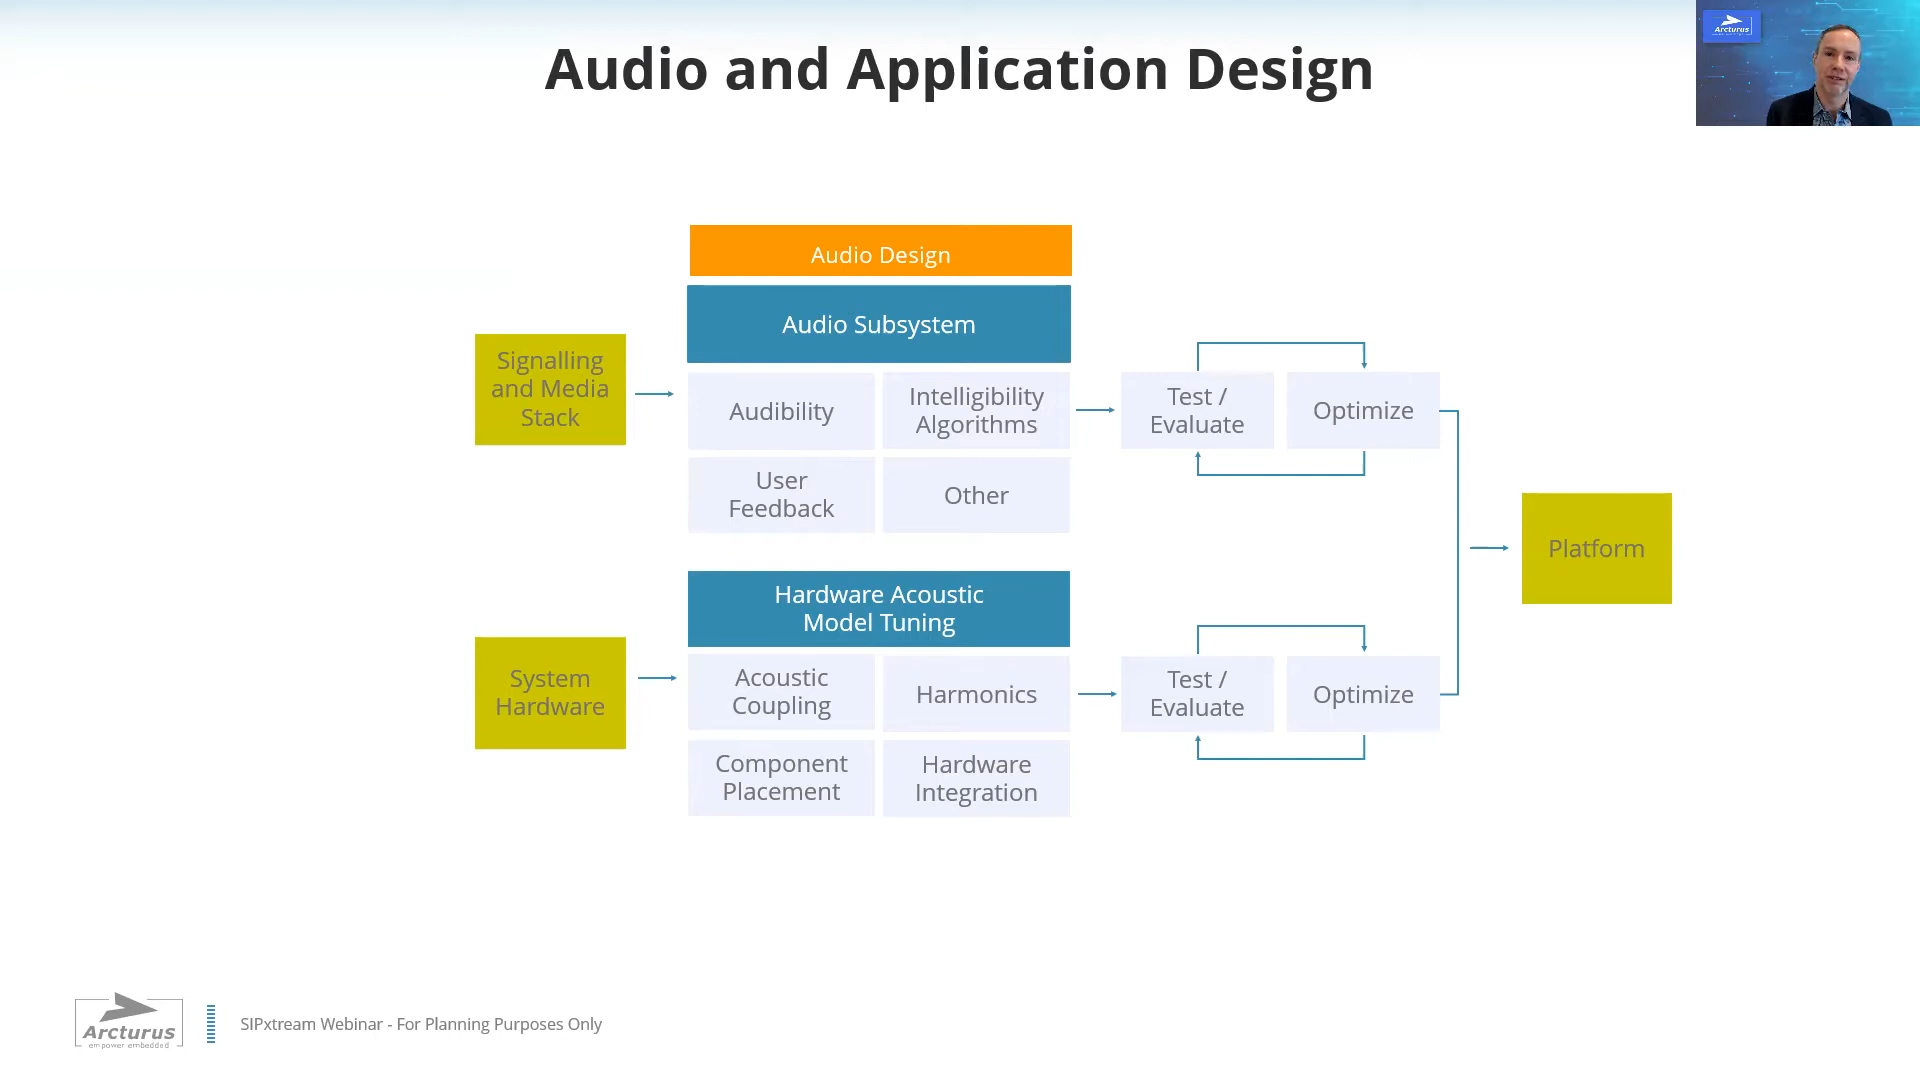 Audio and Application Design
Arcturus
Audio Design
Audio Subsystem
Signalling
and Media
Stack
Audibility
Intelligibility
Algorithms
User
Feedback
Other
Test /
Evaluate
Optimize
Platform
Hardware Acoustic
Model Tuning
System
Hardware
Acoustic
Coupling
Harmonics
Component
Placement
Hardware
Integration
Test /
Evaluate
Optimize
Arcturus
empower embedded
SIPxtream Webinar - For Planning Purposes Only